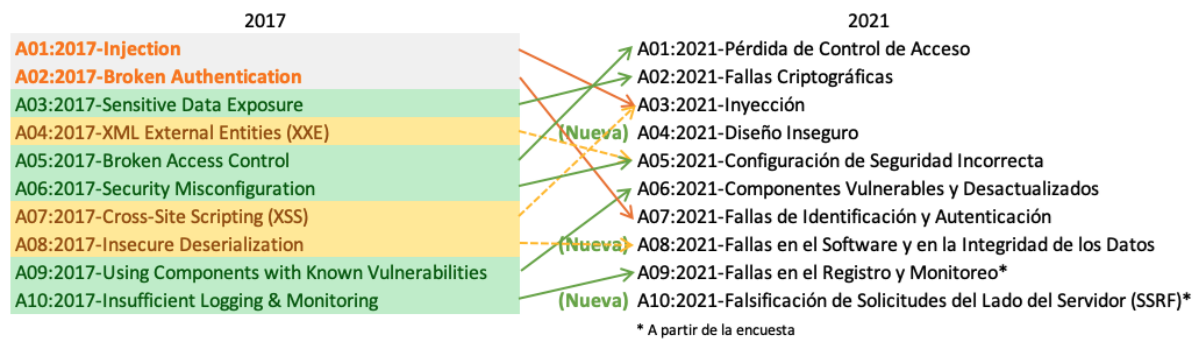 2017
A01:2017-Injection
A02:2017-Broken Authentication
A03:2017-Sensitive Data Exposure
A04:2017-XML External Entities (XXE)
A05:2017-Broken Access Control
A06:2017-Security Misconfiguration
A07:2017-Cross-Site Scripting (XSS)
A08:2017-Insecure Deserialization
A09:2017-Using Components with Known Vulnerabilities
A10:2017-Insufficient Logging & Monitoring
2021
A01:2021-Pérdida de Control de Acceso
A02:2021-Fallas Criptográficas
A03:2021-Inyección
(Nueva) A04:2021-Diseño Inseguro
A05:2021-Configuración de Seguridad Incorrecta
A06:2021-Componentes Vulnerables y Desactualizados
A07:2021-Fallas de Identificación y Autenticación
(Nueva) A08:2021-Fallas en el Software y en la Integridad de los Datos
A09:2021-Fallas en el Registro y Monitoreo*
(Nueva) A10:2021-Falsificación de Solicitudes del Lado del Servidor (SSRF)*
* A partir de la encuesta